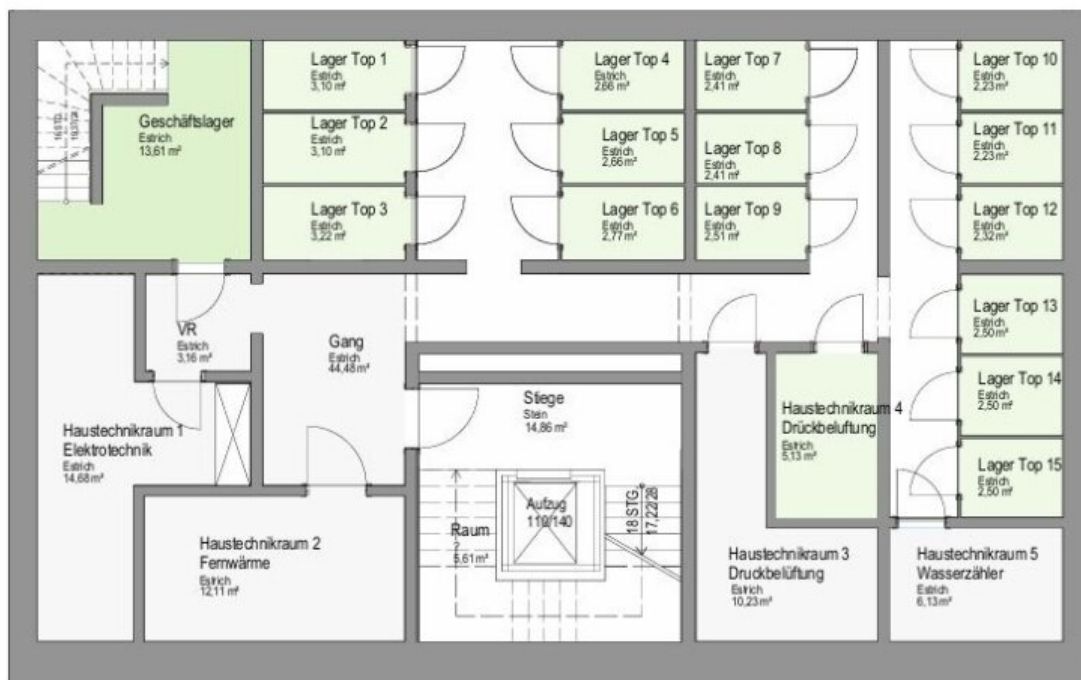 Lager Top 1
Estrich
3,10 m²
Lager Top 4
Estrich
2,66 m²
Lager Top 7
Estrich
2,41 m²
Lager Top 10
Estrich
2,23 m²
16 STG.
Geschäftslager
Estrich
13,61 m²
Lager Top 2
Estrich
3,10 m²
Lager Top 5
Estrich
2,66 m²
Lager Top 8
Estrich
2,41 m²
Lager Top 11
Estrich
2,23 m²
Lager Top 3
Estrich
3,22 m²
Lager Top 6
Estrich
2,77 m²
Lager Top 9
Estrich
2,51 m²
Lager Top 12
Estrich
2,32 m²
Lager Top 13
Estrich
2,50 m²
VR
Estrich
3,16 m²
Gang
Estrich
44,48 m²
Lager Top 14
Estrich
2,50 m²
Stiege
Stein
14,86 m²
Haustechnikraum 4
Drückbeluftung
Estrich
5,13 m²
Haustechnikraum 1
Elektrotechnik
Estrich
14,68 m²
Lager Top 15
Estrich
2,50 m²
Aufzug
110/140
18 STG.
17,22/28
Raum
?
5,61 m²
Haustechnikraum 2
Fernwärme
Estrich
12,11 m²
Haustechnikraum 3
Druckbelüftung
Estrich
10,23 m²
Haustechnikraum 5
Wasserzähler
Estrich
6,13 m²